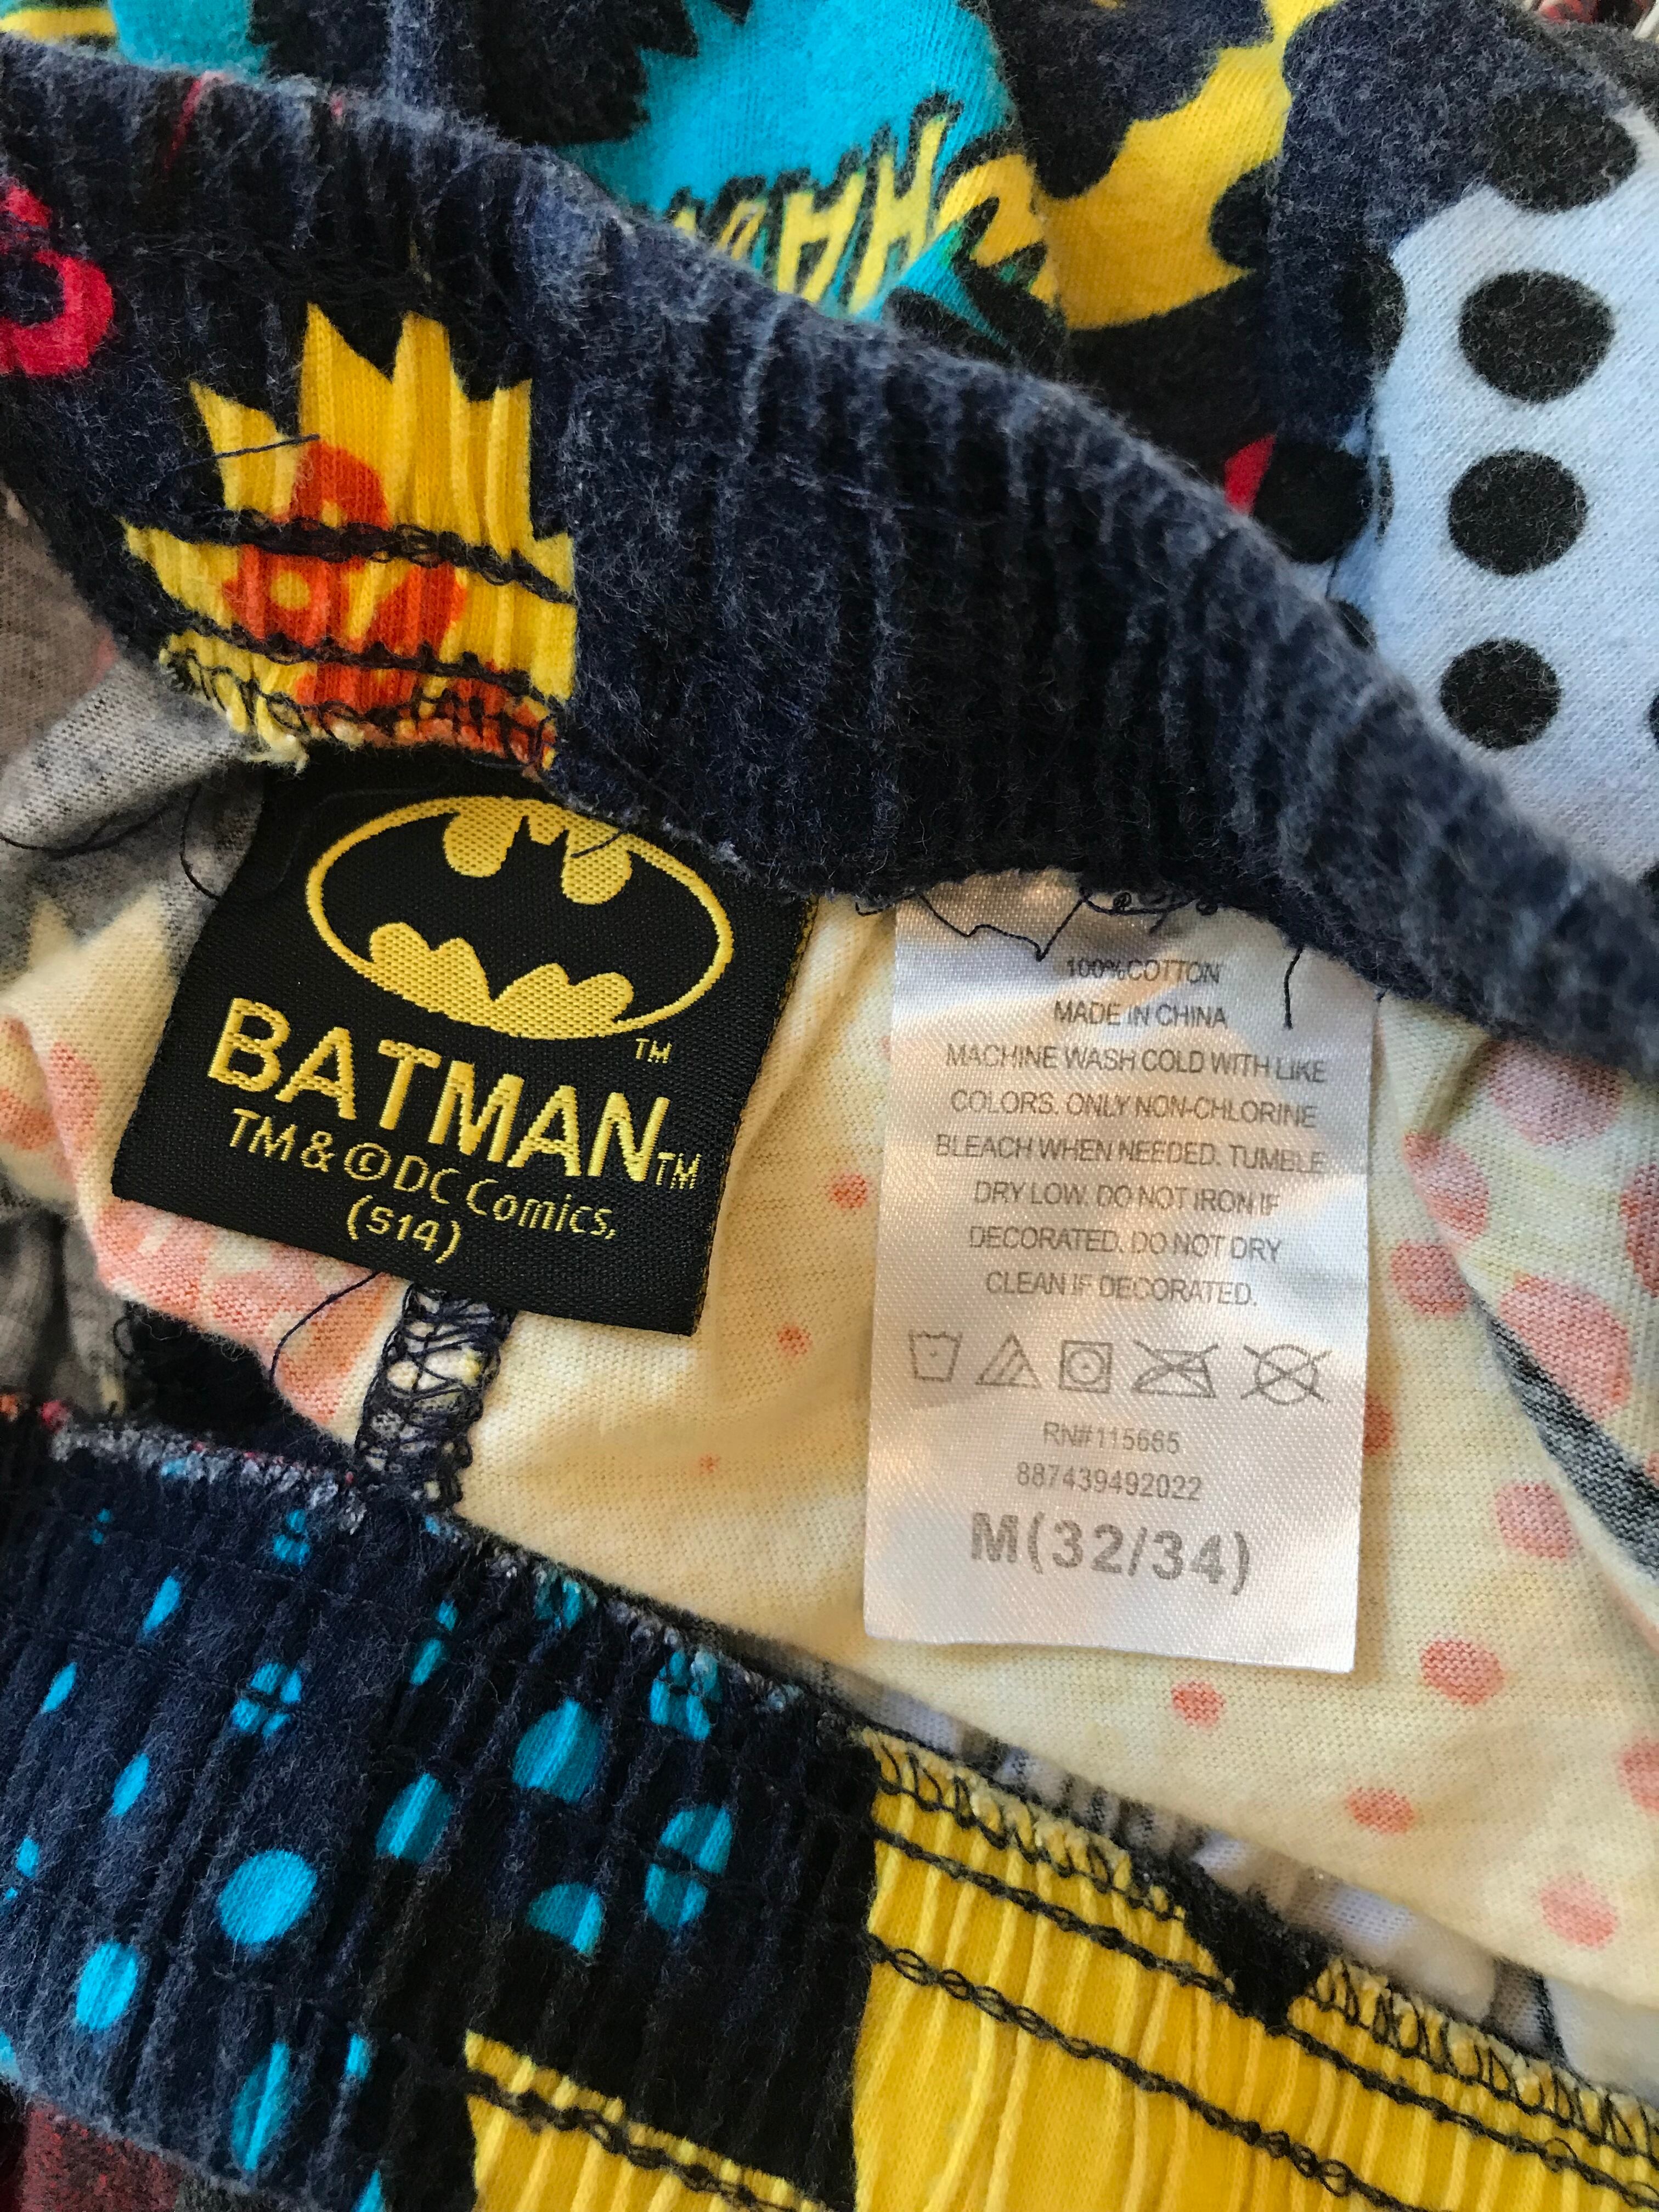 BATMAN TM
TM & © DC Comics,
(514)
100% COTTON
MADE IN CHINA
MACHINE WASH COLD WITH LIKE
COLORS. ONLY NON-CHLORINE
BLEACH WHEN NEEDED. TUMBLE
DRY LOW. DO NOT IRON IF
DECORATED. DO NOT DRY
CLEAN IF DECORATED.
RN#115665
887439492022
M(32/34)